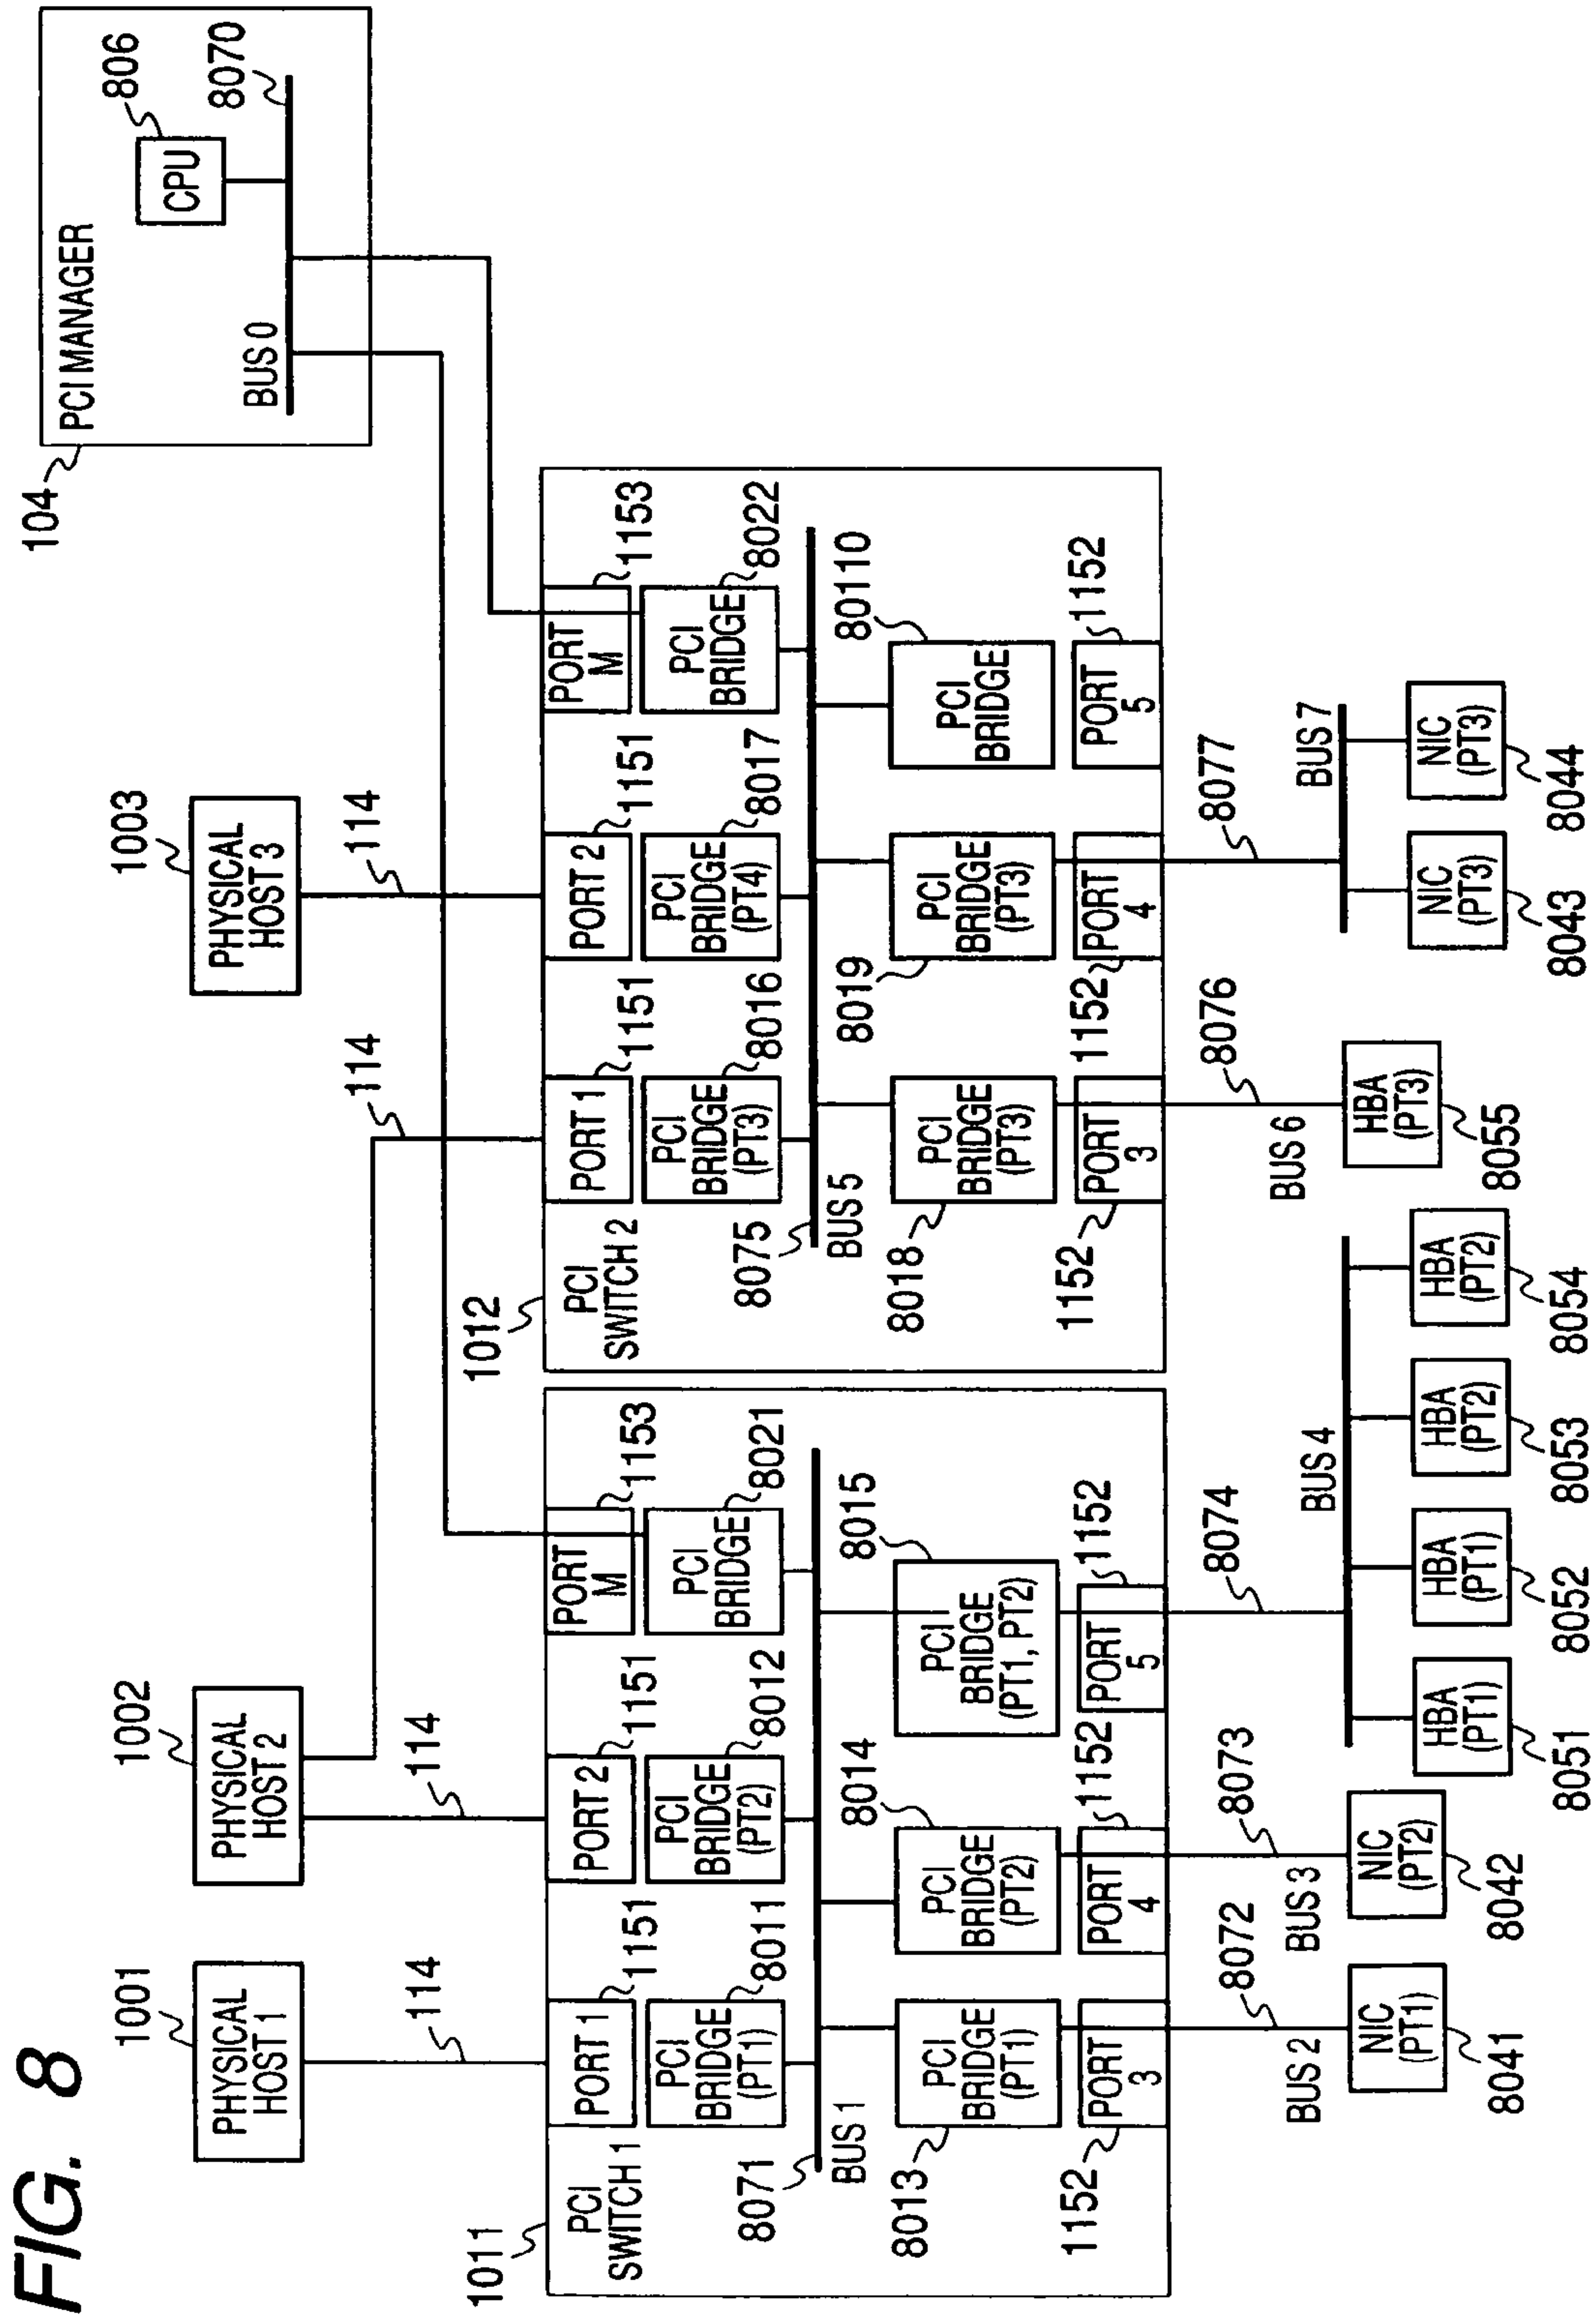 FIG. 8
104
PCI MANAGER
806
CPU
8070
BUS 0
1001
PHYSICAL
HOST 1
1002
PHYSICAL
HOST 2
1003
PHYSICAL
HOST 3
114
114
114
114
1011
PCI
SWITCH 1
PORT 1
1151
PORT 2
1151
PORT
M
1153
PCI
BRIDGE
(PT1)
8011
PCI
BRIDGE
(PT2)
8012
PCI
BRIDGE
8021
8071
BUS 1
8013
PCI
BRIDGE
(PT1)
8014
PCI
BRIDGE
(PT2)
8015
PCI
BRIDGE
(PT1, PT2)
1152
PORT
3
PORT
4
1152
PORT
5
1152
1012
PCI
SWITCH 2
PORT 1
1151
PORT 2
1151
PORT
M
1153
PCI
BRIDGE
(PT3)
8016
PCI
BRIDGE
(PT4)
8017
PCI
BRIDGE
8022
8075
BUS 5
8018
PCI
BRIDGE
(PT3)
8019
PCI
BRIDGE
(PT3)
80110
PCI
BRIDGE
1152
PORT
3
1152
PORT
4
PORT
5
1152
8072
BUS 2
8073
BUS 3
8074
BUS 4
8076
BUS 6
8077
BUS 7
NIC
(PT1)
8041
NIC
(PT2)
8042
HBA
(PT1)
8051
HBA
(PT1)
8052
HBA
(PT2)
8053
HBA
(PT2)
8054
HBA
(PT3)
8055
NIC
(PT3)
8043
NIC
(PT3)
8044